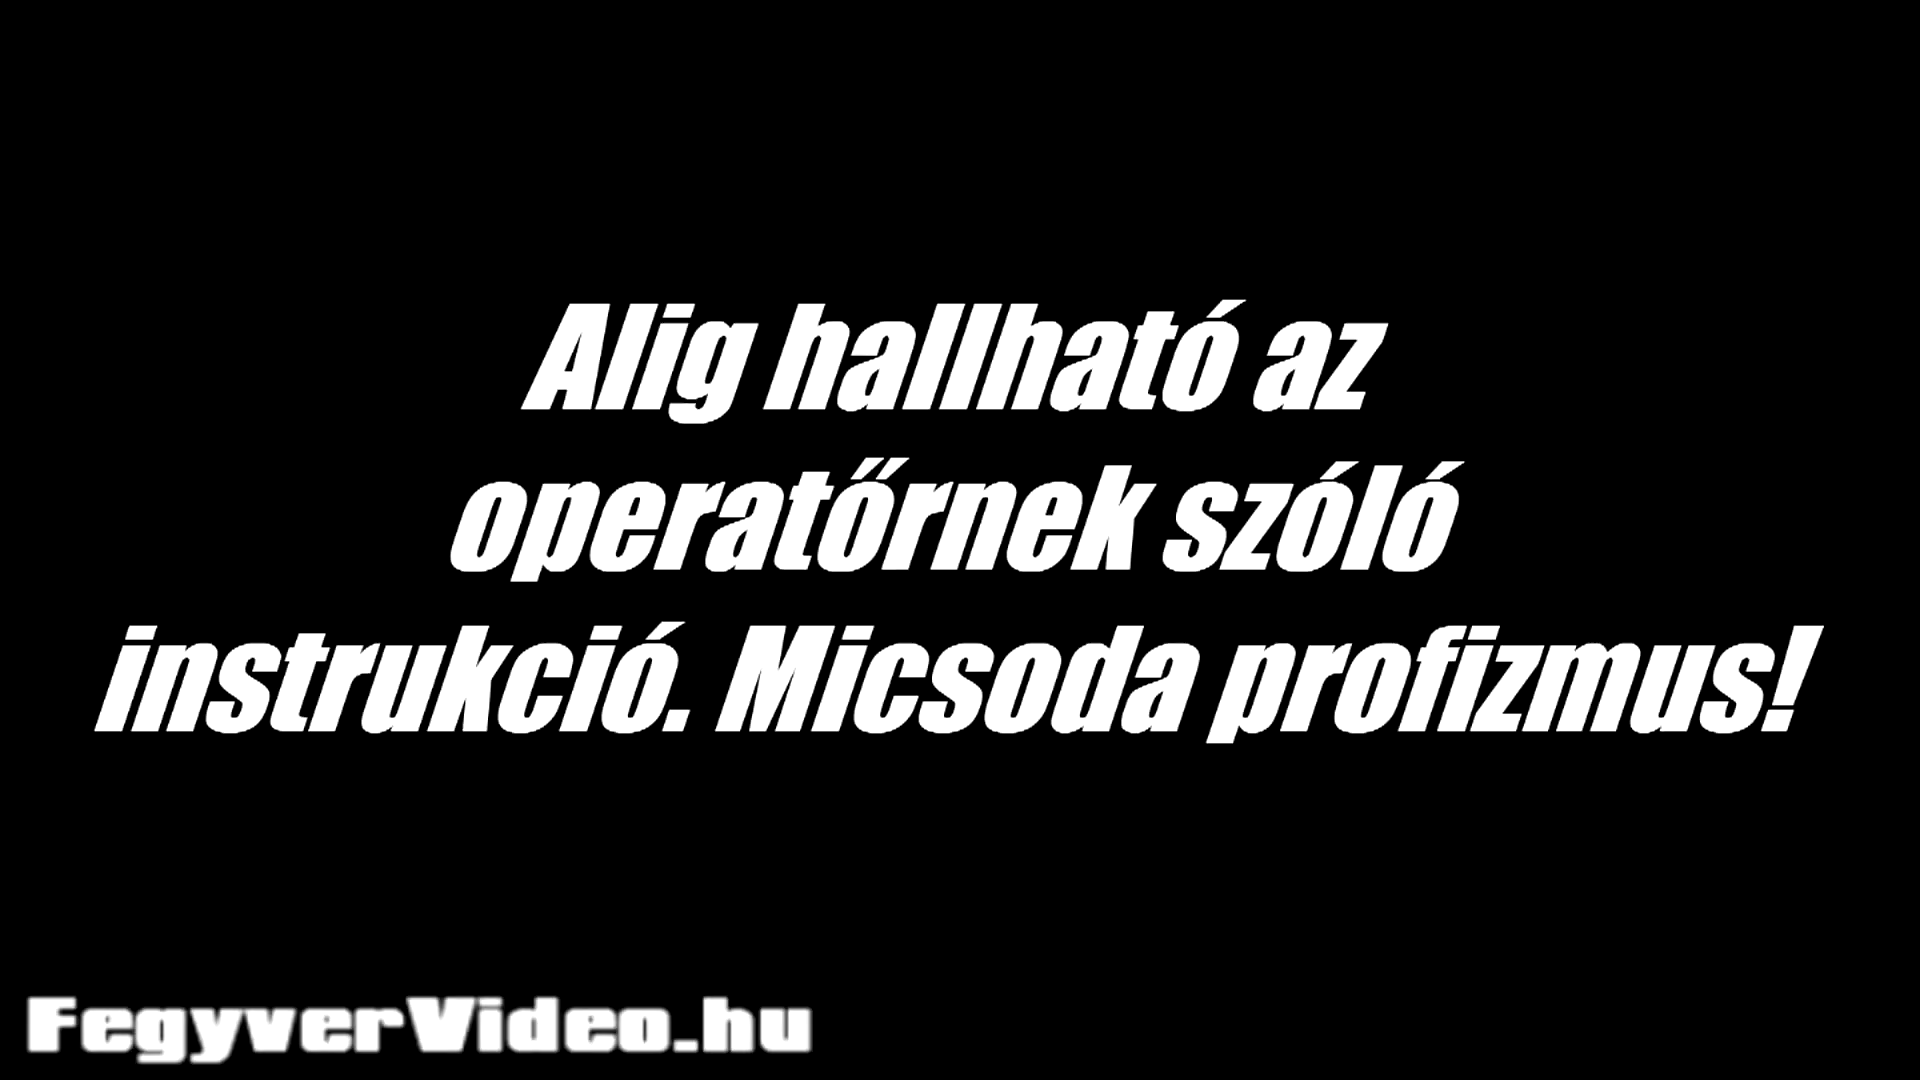 Alig hallható az
operatőrnek szóló
instrukció. Micsoda profizmus!
FegyverVideo.hu